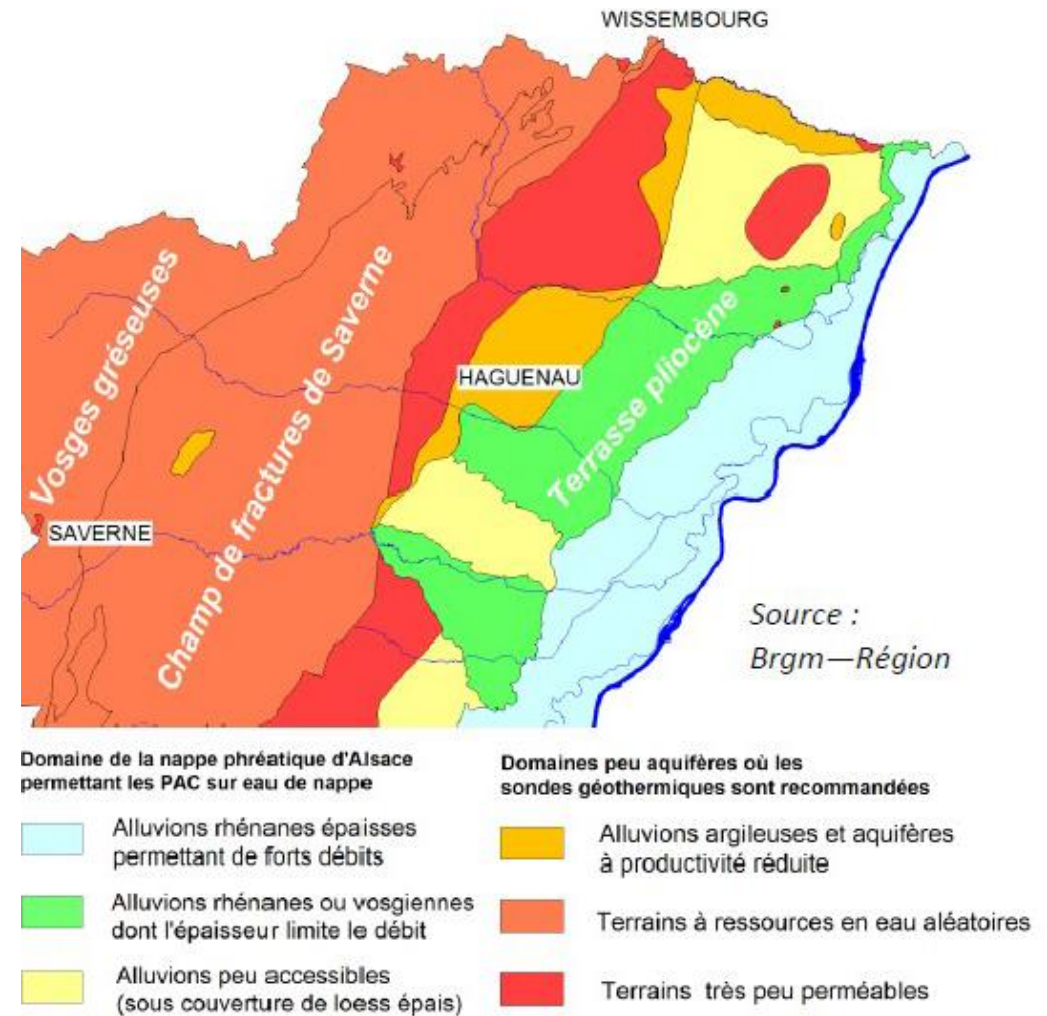 WISSEMBOURG
Vosges gréseuses
Champ de fractures de Saverne
HAGUENAU
Terrasse pliocène
SAVERNE
Source :
Brgm—Région
Domaine de la nappe phréatique d'Alsace
permettant les PAC sur eau de nappe
Alluvions rhénanes épaisses
permettant de forts débits
Alluvions rhénanes ou vosgiennes
dont l'épaisseur limite le débit
Alluvions peu accessibles
(sous couverture de loess épais)
Domaines peu aquifères où les
sondes géothermiques sont recommandées
Alluvions argileuses et aquifères
à productivité réduite
Terrains à ressources en eau aléatoires
Terrains très peu perméables